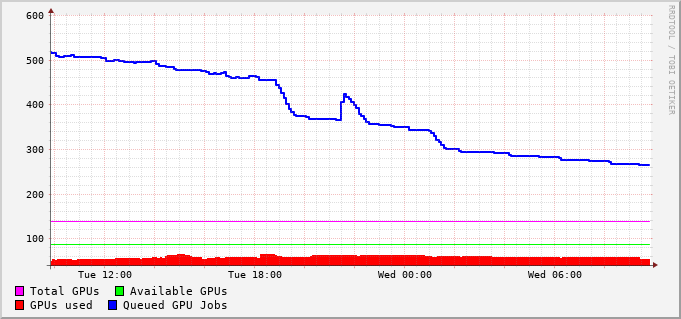 600
500
400
300
200
100
Tue 12:00 Tue 18:00 Wed 00:00 Wed 06:00
Total GPUs Available GPUs
GPUs used Queued GPU Jobs
RRDTOOL / TOBI OETIKER